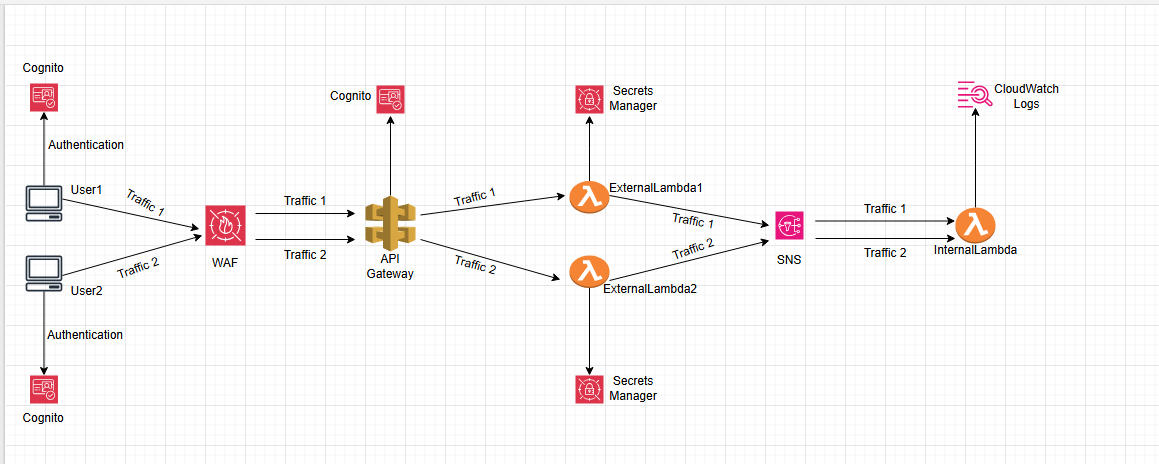 Cognito
Authentication
User1
Traffic 1
User2
Traffic 2
Authentication
Cognito
WAF
Traffic 1
Traffic 2
Cognito
API
Gateway
Traffic 1
Traffic 2
Secrets
Manager
ExternalLambda1
Traffic 1
ExternalLambda2
Traffic 2
Secrets
Manager
SNS
Traffic 1
Traffic 2
CloudWatch
Logs
InternalLambda